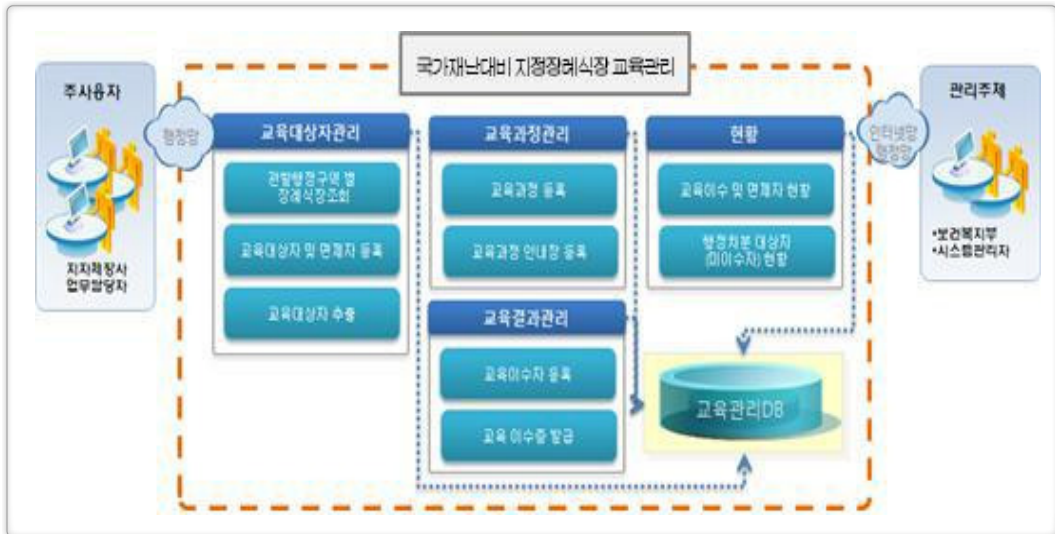 국가재난대비 지정장례식장 교육관리
주사용자
행정망
지자체장사
업무담당자
교육대상자관리
관할행정구역 별
장례식장조회
교육대상자 및 면제자 등록
교육대상자 추출
교육과정관리
교육과정 등록
교육과정 안내장 등록
교육결과관리
교육이수자 등록
교육 이수증 발급
현황
교육이수 및 면제자 현황
행정처분 대상자
(미이수자) 현황
교육관리DB
인터넷망
행정망
관리주체
•보건복지부
•시스템관리자